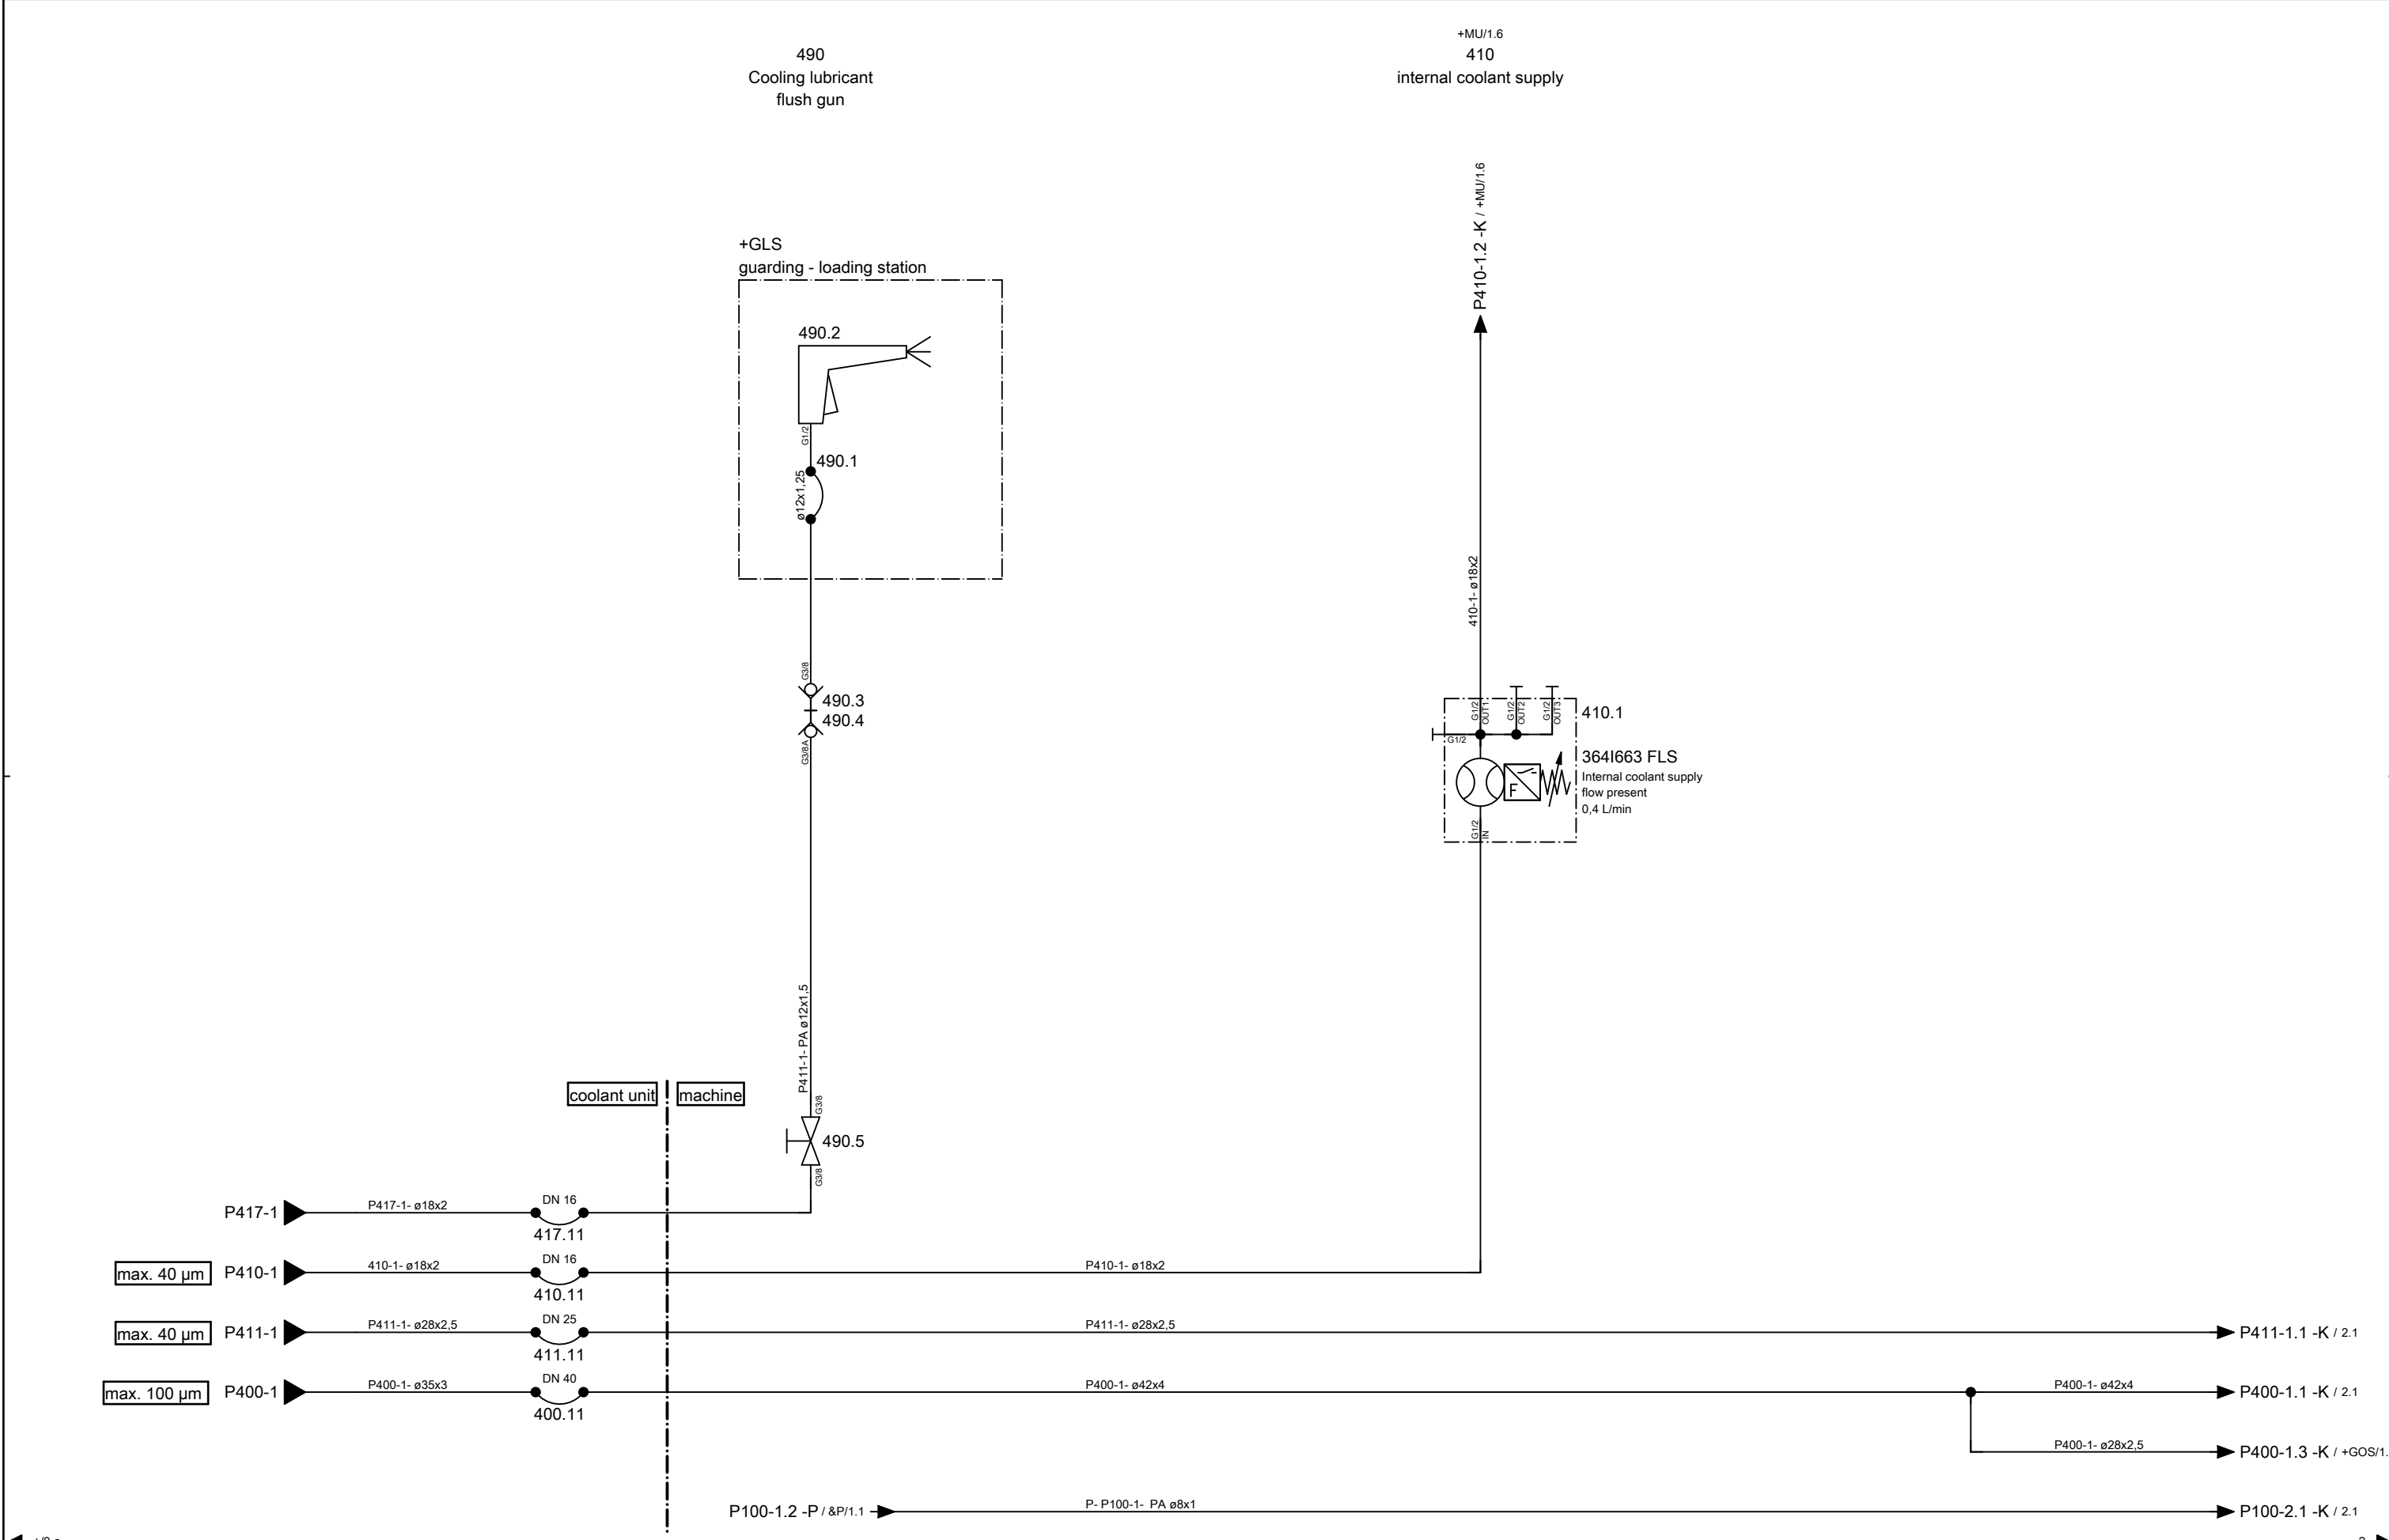 +MU/1.6
490
410
Cooling lubricant
internal coolant supply
flush gun
P410-1.2 -K / +MU/1.6
+GLS
guarding - loading station
490.2
G1/2
490.1
ø12x1,25
410-1- ø18x2
G3/8
490.3
490.4
G3/8A
G1/2
OUT1
G1/2
OUT2
G1/2
OUT3
410.1
G1/2
364I663 FLS
Internal coolant supply
flow present
0,4 L/min
F
G1/2
IN
P411-1- PA ø12x1,5
coolant unit
machine
G3/8
490.5
G3/8
P417-1
P417-1- ø18x2
DN 16
417.11
max. 40 µm
P410-1
410-1- ø18x2
DN 16
410.11
P410-1- ø18x2
max. 40 µm
P411-1
P411-1- ø28x2,5
DN 25
411.11
P411-1- ø28x2,5
P411-1.1 -K / 2.1
max. 100 µm
P400-1
P400-1- ø35x3
DN 40
400.11
P400-1- ø42x4
P400-1- ø42x4
P400-1.1 -K / 2.1
P400-1- ø28x2,5
P400-1.3 -K / +GOS/1.
P100-1.2 -P / &P/1.1
P- P100-1- PA ø8x1
P100-2.1 -K / 2.1